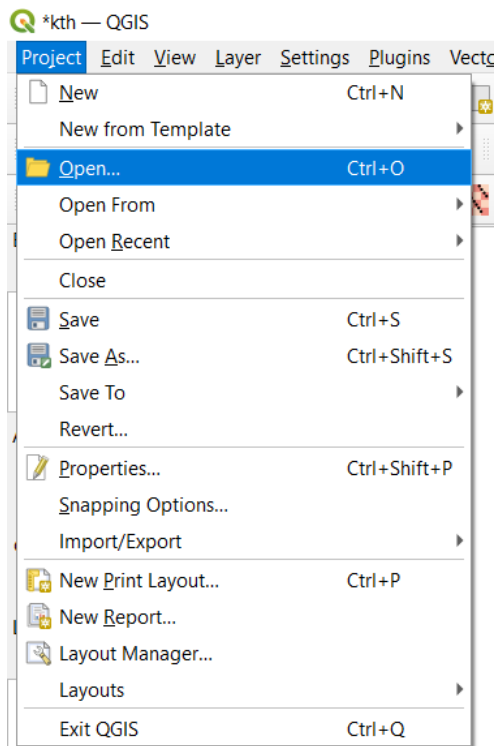 *kth — QGIS
Project Edit View Layer Settings Plugins
New Ctrl+N
New from Template
Open... Ctrl+O
Open From
Open Recent
Close
Save Ctrl+S
Save As... Ctrl+Shift+S
Save To
Revert...
Properties... Ctrl+Shift+P
Snapping Options...
Import/Export
New Print Layout... Ctrl+P
New Report...
Layout Manager...
Layouts
Exit QGIS Ctrl+Q